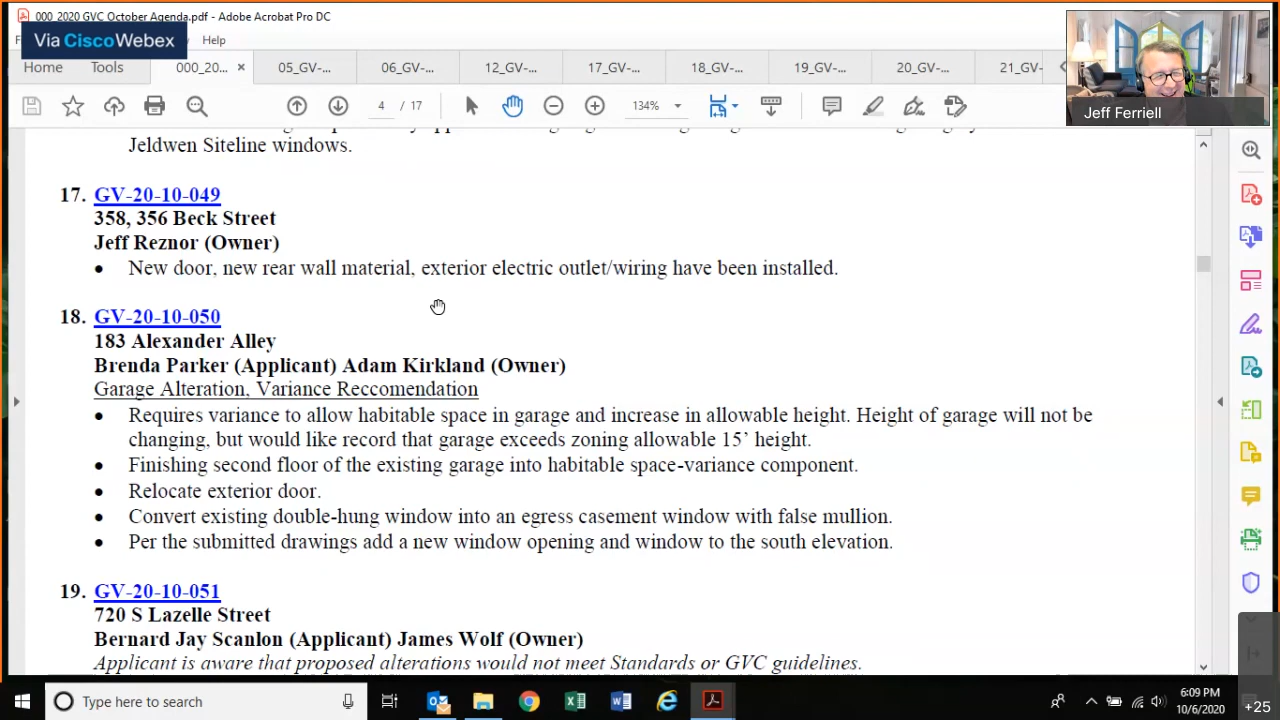 000_2020 GVC October Agenda.pdf - Adobe Acrobat Pro DC
Via CiscoWebex
Help
Home
Tools
000_20...
05_GV-...
06_GV-...
12_GV-...
17_GV-...
18_GV-...
19_GV-...
20_GV-...
21_GV-
4 / 17
134%
Jeff Ferriell
Jeldwen Siteline windows.
17. GV-20-10-049
358, 356 Beck Street
Jeff Reznor (Owner)
• New door, new rear wall material, exterior electric outlet/wiring have been installed.
18. GV-20-10-050
183 Alexander Alley
Brenda Parker (Applicant) Adam Kirkland (Owner)
Garage Alteration, Variance Reccomendation
• Requires variance to allow habitable space in garage and increase in allowable height. Height of garage will not be
changing, but would like record that garage exceeds zoning allowable 15’ height.
• Finishing second floor of the existing garage into habitable space-variance component.
• Relocate exterior door.
• Convert existing double-hung window into an egress casement window with false mullion.
• Per the submitted drawings add a new window opening and window to the south elevation.
19. GV-20-10-051
720 S Lazelle Street
Bernard Jay Scanlon (Applicant) James Wolf (Owner)
Applicant is aware that proposed alterations would not meet Standards or GVC guidelines.
Type here to search
6:09 PM
10/6/2020
+25